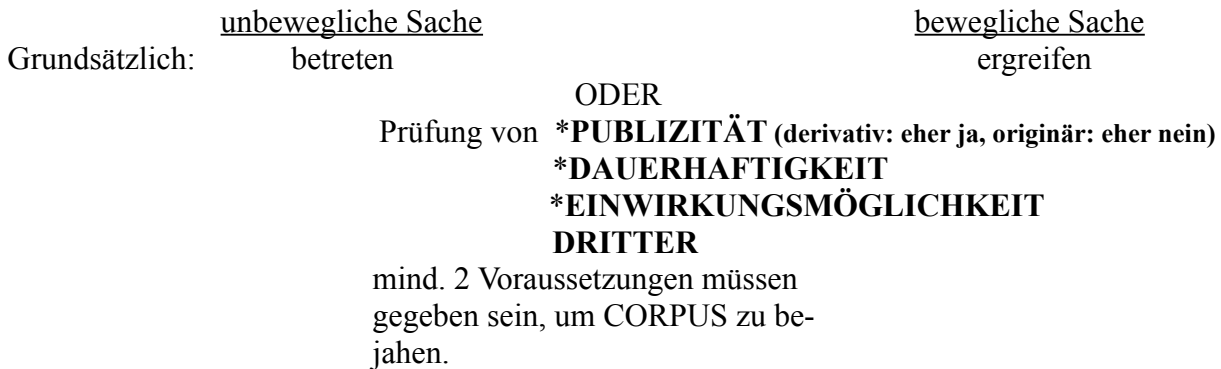 unbewegliche Sache bewegliche Sache
Grundsätzlich: betreten ergreifen
ODER
Prüfung von *PUBLIZITÄT (derivativ: eher ja, originär: eher nein)
*DAUERHAFTIGKEIT
*EINWIRKUNGSMÖGLICHKEIT
DRITTER
mind. 2 Voraussetzungen müssen
gegeben sein, um CORPUS zu be-
jahen.